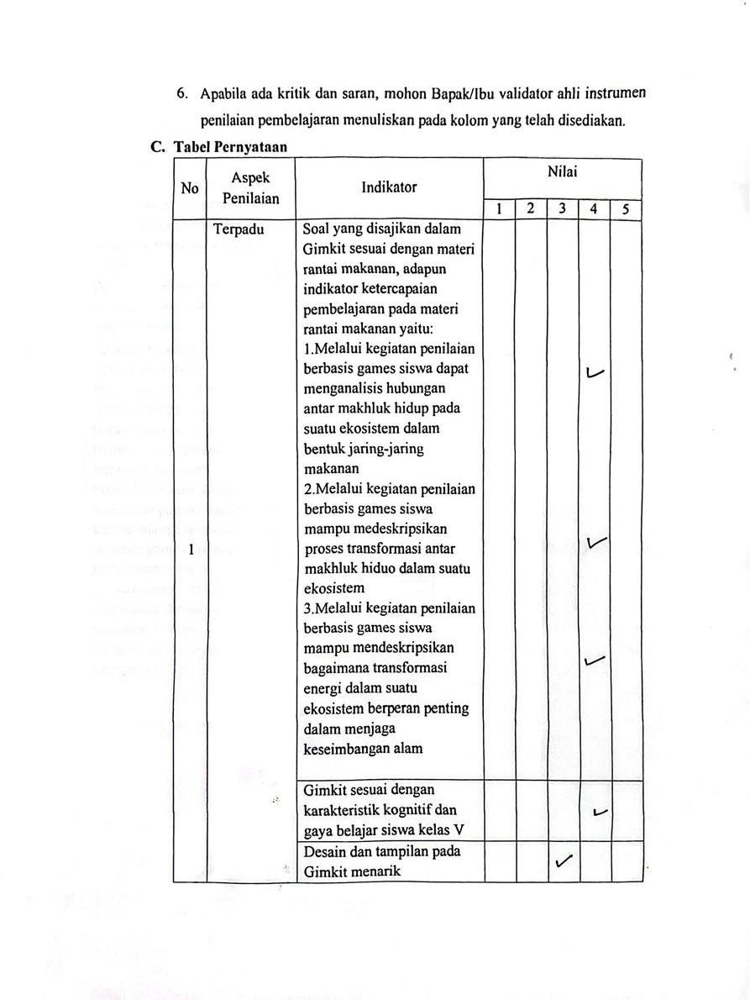 6. Apabila ada kritik dan saran, mohon Bapak/Ibu validator ahli instrumen
penilaian pembelajaran menuliskan pada kolom yang telah disediakan.
C. Tabel Pernyataan
No
Aspek
Penilaian
Indikator
Nilai
1 2 3 4 5
1
Terpadu
Soal yang disajikan dalam
Gimkit sesuai dengan materi
rantai makanan, adapun
indikator ketercapaian
pembelajaran pada materi
rantai makanan yaitu:
1.Melalui kegiatan penilaian
berbasis games siswa dapat
menganalisis hubungan
antar makhluk hidup pada
suatu ekosistem dalam
bentuk jaring-jaring
makanan
2.Melalui kegiatan penilaian
berbasis games siswa
mampu medeskripsikan
proses transformasi antar
makhluk hiduo dalam suatu
ekosistem
3.Melalui kegiatan penilaian
berbasis games siswa
mampu mendeskripsikan
bagaimana transformasi
energi dalam suatu
ekosistem berperan penting
dalam menjaga
keseimbangan alam
Gimkit sesuai dengan
karakteristik kognitif dan
gaya belajar siswa kelas V
Desain dan tampilan pada
Gimkit menarik